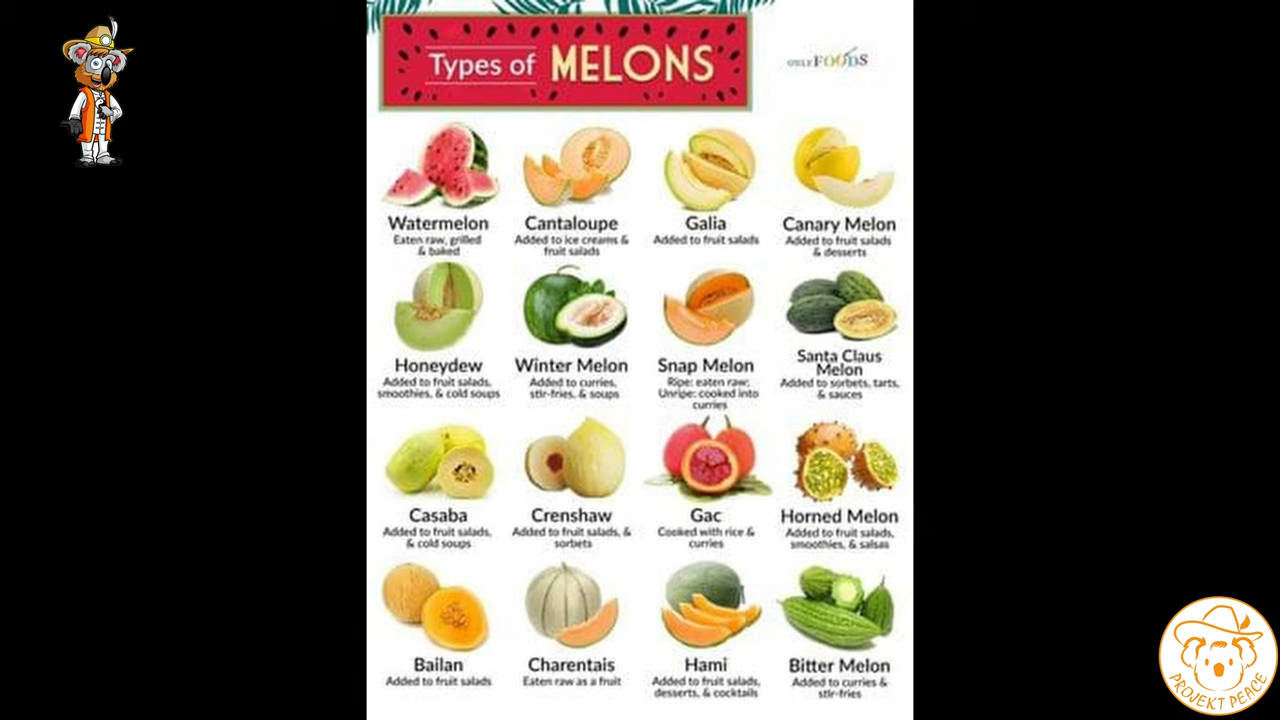 Types of MELONS
ONLYFOODS
Watermelon
Eaten raw, grilled
& baked
Cantaloupe
Added to ice creams &
fruit salads
Galia
Added to fruit salads
Canary Melon
Added to fruit salads
& desserts
Honeydew
Added to fruit salads,
smoothies, & cold soups
Winter Melon
Added to curries,
stir-fries, & soups
Snap Melon
Ripe: eaten raw;
Unripe: cooked into
curries
Santa Claus
Melon
Added to sorbets, tarts,
& sauces
Casaba
Added to fruit salads,
& cold soups
Crenshaw
Added to fruit salads, &
sorbets
Gac
Cooked with rice &
curries
Horned Melon
Added to fruit salads,
smoothies, & salsas
Bailan
Added to fruit salads
Charentais
Eaten raw as a fruit
Hami
Added to fruit salads,
desserts, & cocktails
Bitter Melon
Added to curries &
stir-fries
PROJEKT PEACE